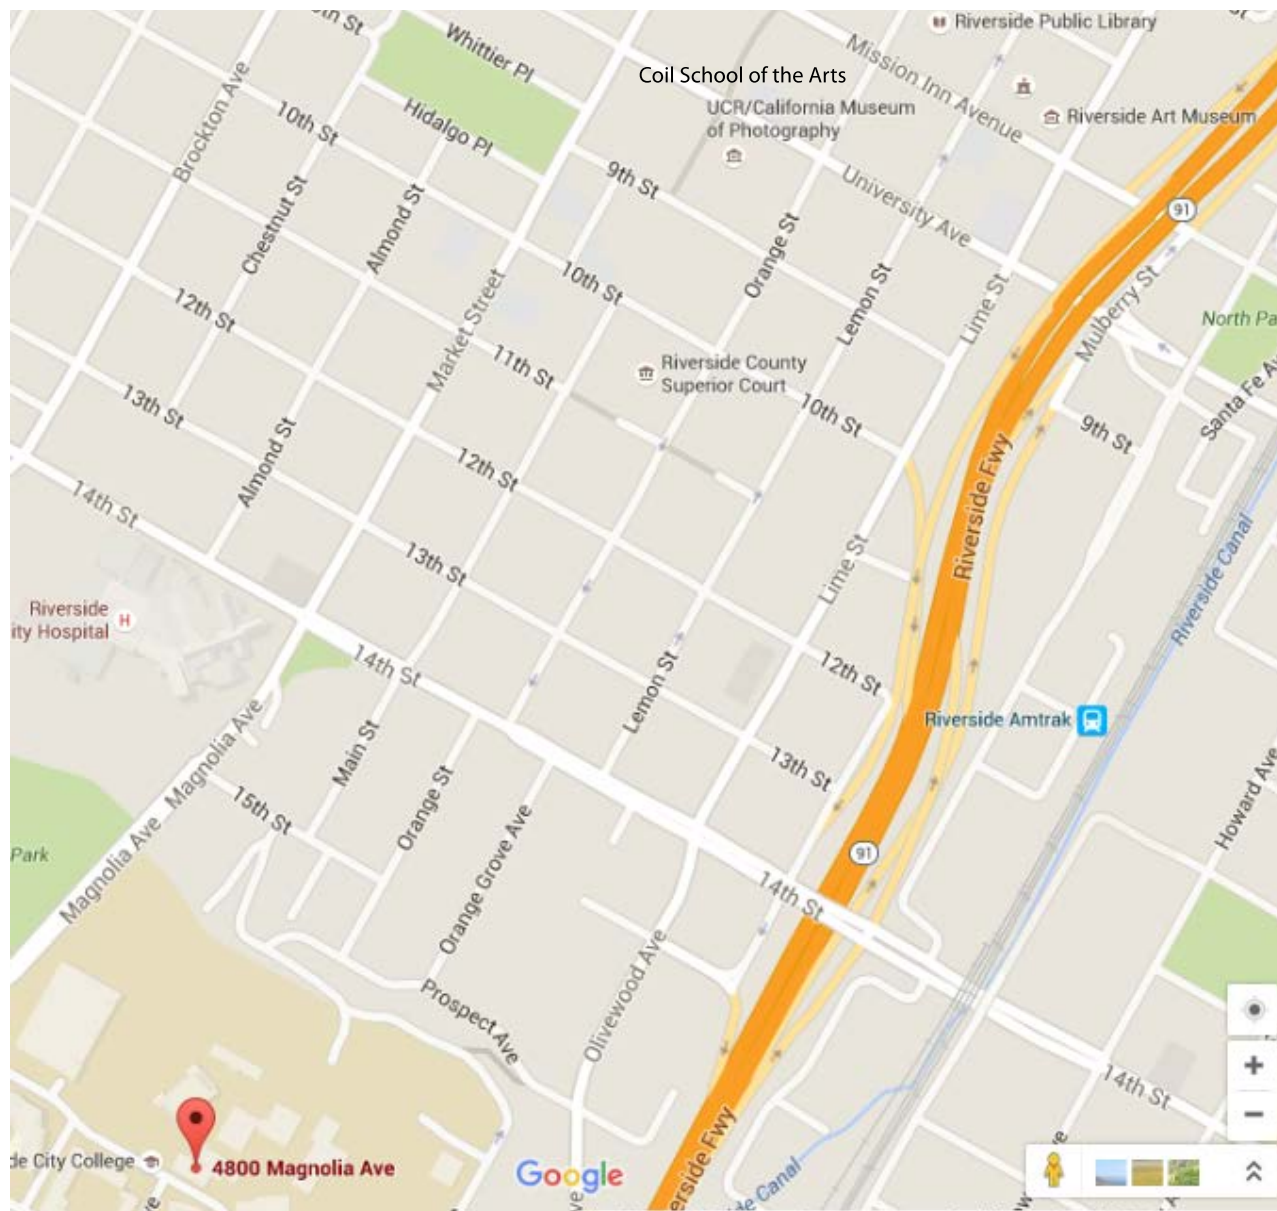 Riverside Public Library
Whittier Pl
Mission Inn Avenue
Coil School of the Arts
Brockton Ave
10th St
Hidalgo Pl
UCR/California Museum
of Photography
Riverside Art Museum
9th St
University Ave
91
Chestnut St
Almond St
Orange St
10th St
Lemon St
Lime St
Mulberry St
North Pa
12th St
Market Street
11th St
Riverside County
Superior Court
Santa Fe Av
13th St
10th St
9th St
Almond St
12th St
14th St
Riverside Fwy
13th St
Lime St
Riverside Canal
Riverside
ity Hospital
H
14th St
Lemon St
12th St
Riverside Amtrak
Magnolia Ave
Main St
13th St
15th St
Orange St
Howard Ave
Park
Magnolia Ave
Orange Grove Ave
91
14th St
Olivewood Ave
Prospect Ave
14th St
de City College
4800 Magnolia Ave
Google
erside Fwy
de Canal